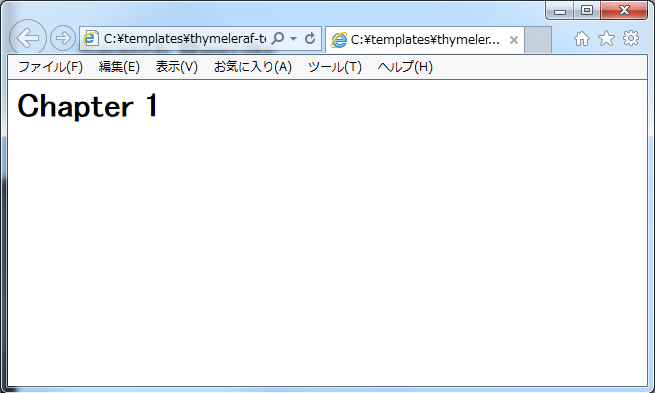 C:¥templates¥thymeleraf-te
C:¥templates¥thymeler...
ファイル(F) 編集(E) 表示(V) お気に入り(A) ツール(T) ヘルプ(H)
Chapter 1